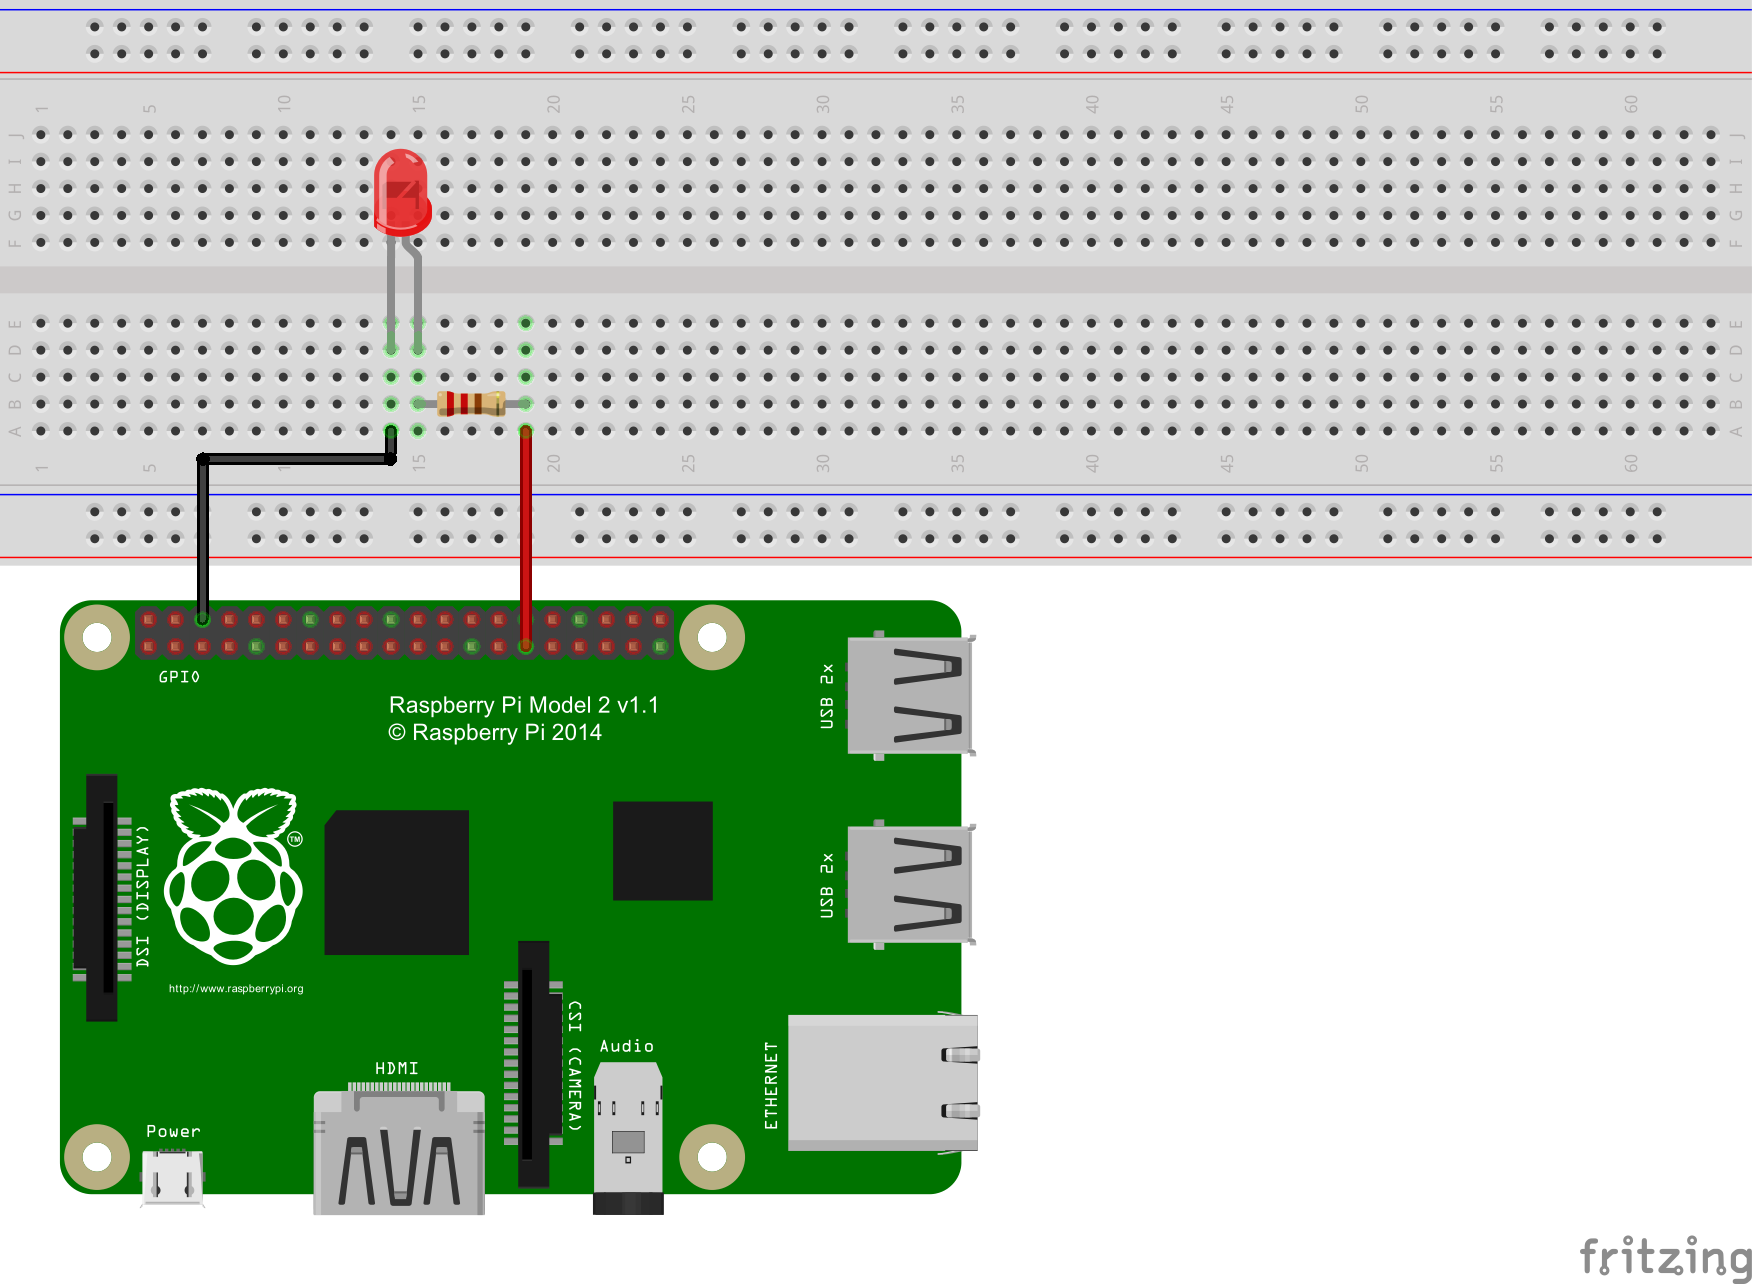 1 5 10 15 20 25 30 35 40 45 50 55 60
J J
I I
H H
G G
F F
E E
D D
C C
B B
A A
1 5 1 15 20 25 30 35 40 45 50 55 60
GPIO
Raspberry Pi Model 2 v1.1
© Raspberry Pi 2014
USB 2x
DSI (DISPLAY)
TM
USB 2x
http://www.raspberrypi.org
CSI (CAMERA)
Audio
ETHERNET
HDMI
Power
fritzing